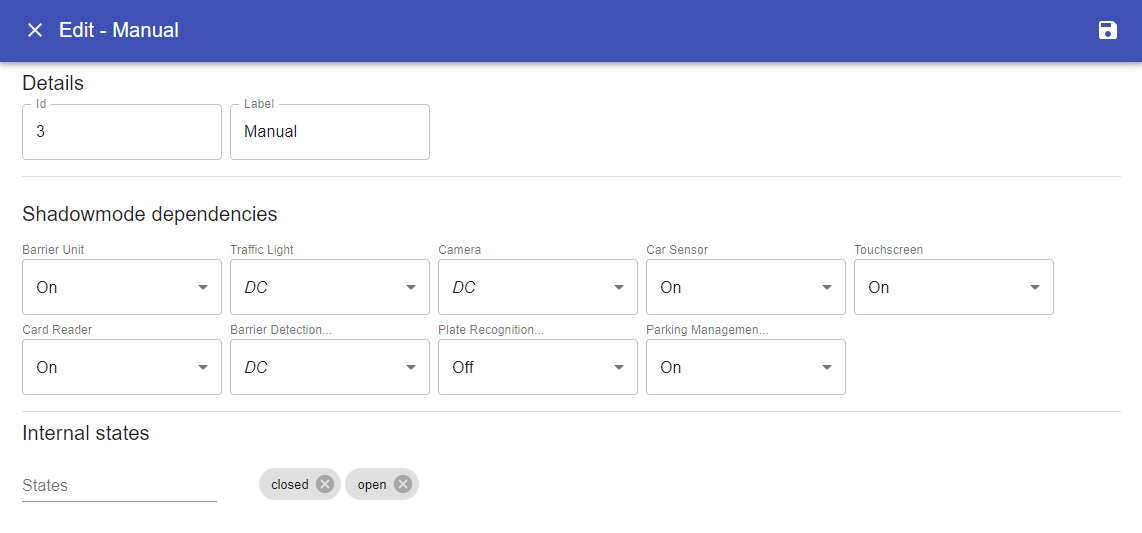 Edit - Manual
Details
Id Label
3 Manual
Shadowmode dependencies
Barrier Unit Traffic Light Camera Car Sensor Touchscreen
On DC DC On On
Card Reader Barrier Detection... Plate Recognition... Parking Managemen...
On DC Off On
Internal states
States closed open